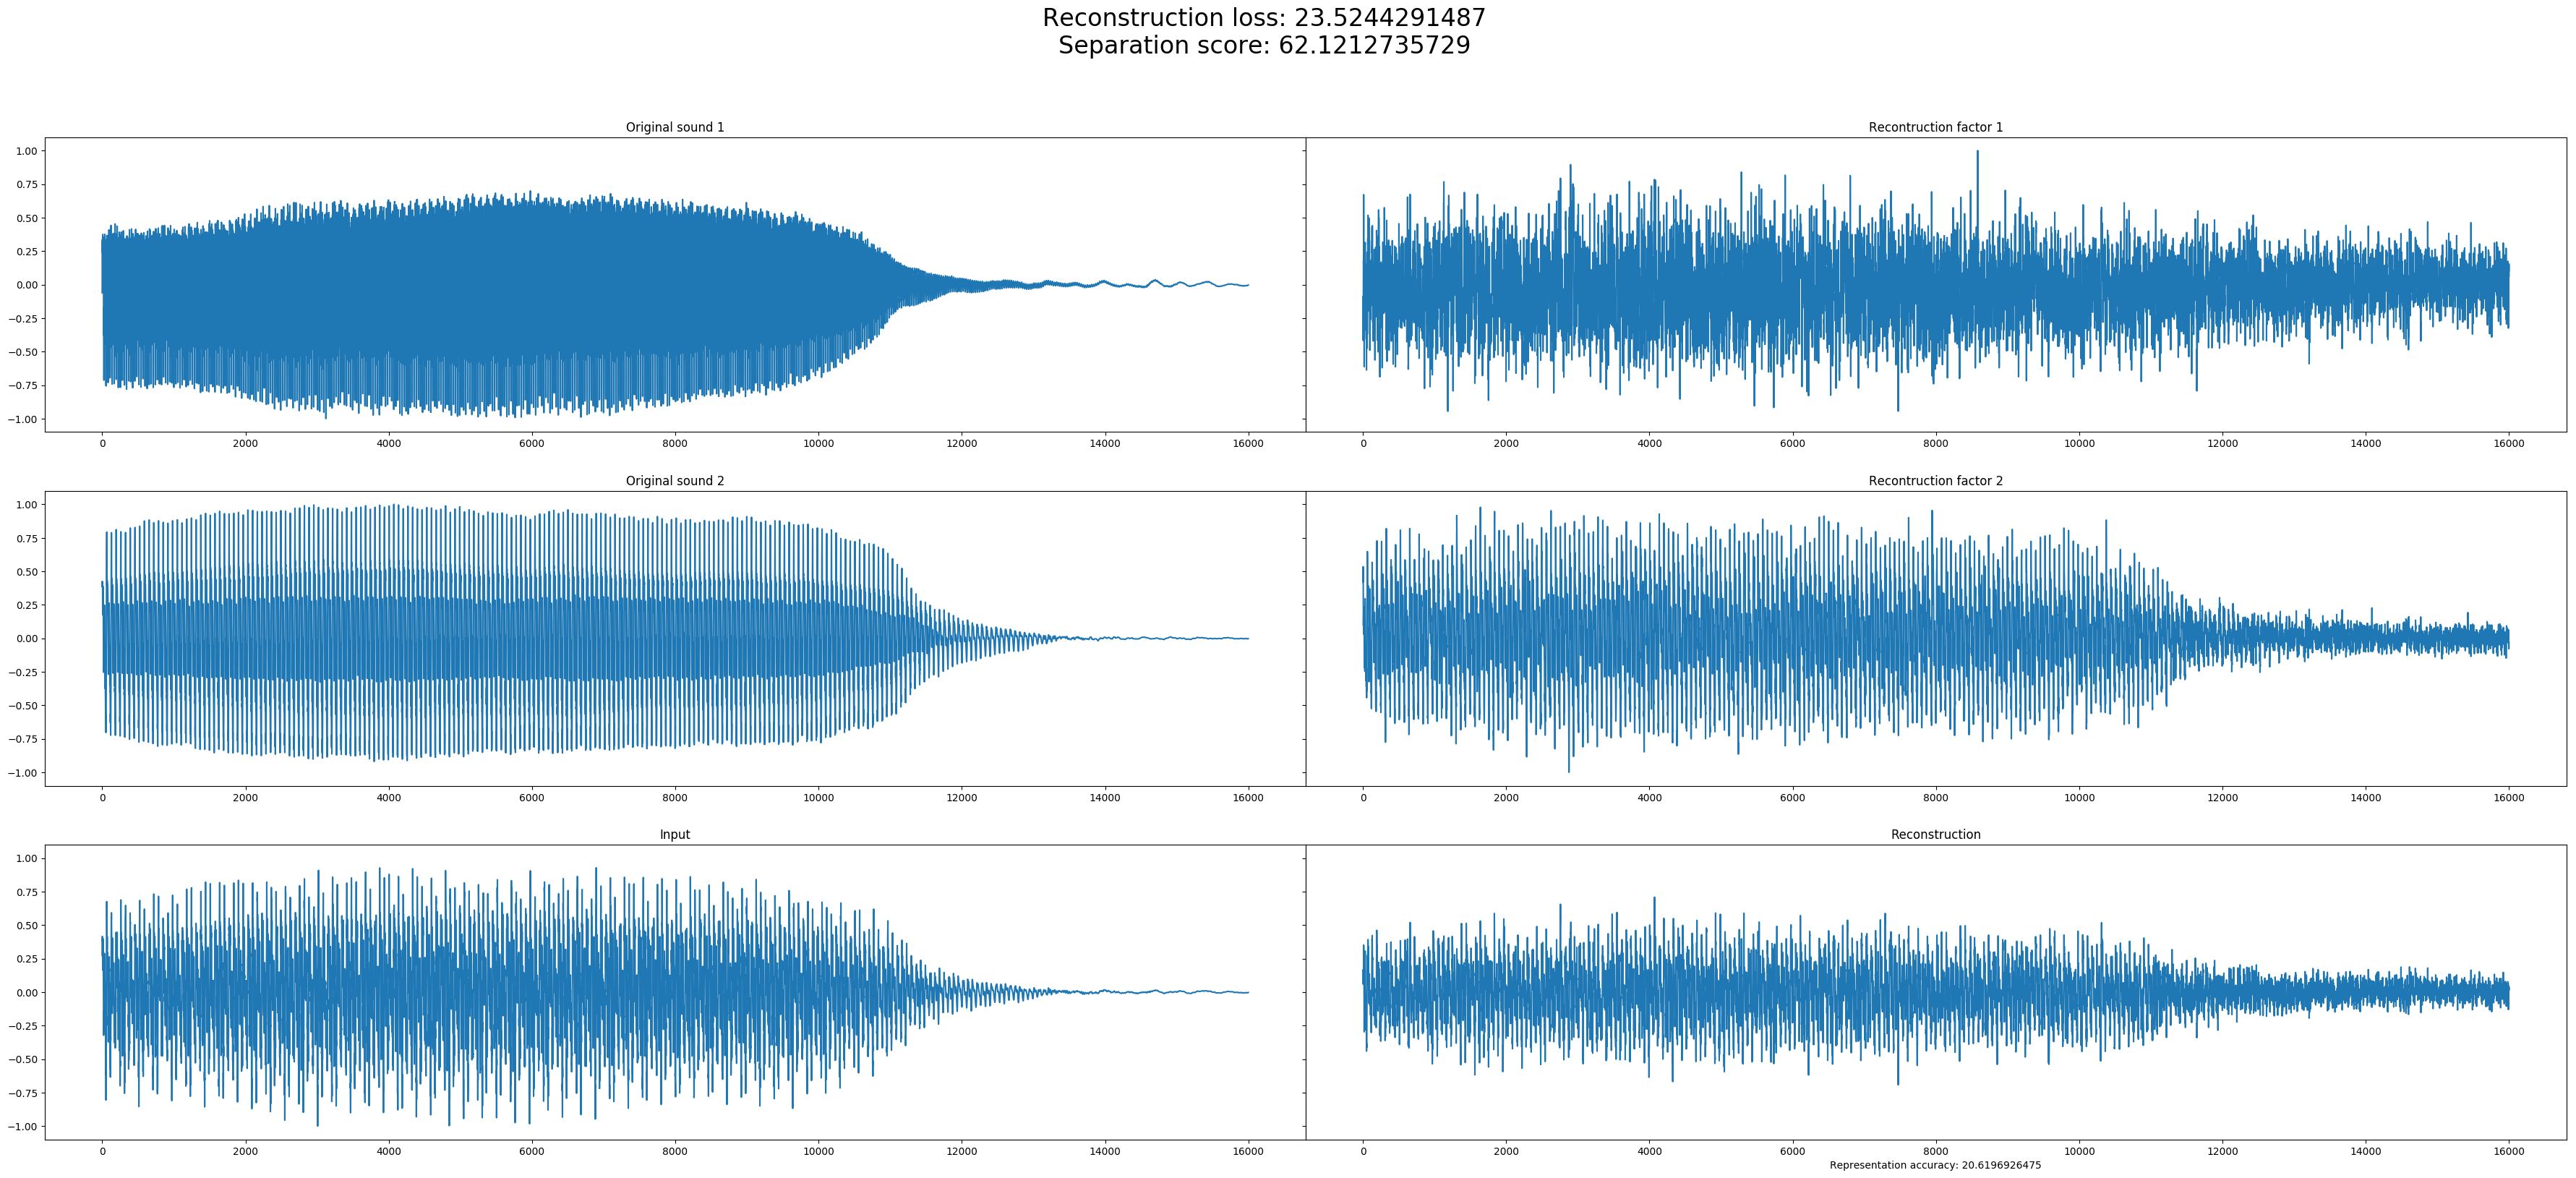 Reconstruction loss: 23.5244291487
Separation score: 62.1212735729
Original sound 1
1.00
0.75
0.50
0.25
0.00
−0.25
−0.50
−0.75
−1.00
0 2000 4000 6000 8000 10000 12000 14000 16000
Recontruction factor 1
0 2000 4000 6000 8000 10000 12000 14000 16000
Original sound 2
1.00
0.75
0.50
0.25
0.00
−0.25
−0.50
−0.75
−1.00
0 2000 4000 6000 8000 10000 12000 14000 16000
Recontruction factor 2
0 2000 4000 6000 8000 10000 12000 14000 16000
Input
1.00
0.75
0.50
0.25
0.00
−0.25
−0.50
−0.75
−1.00
0 2000 4000 6000 8000 10000 12000 14000 16000
Reconstruction
0 2000 4000 6000 8000 10000 12000 14000 16000
Representation accuracy: 20.6196926475